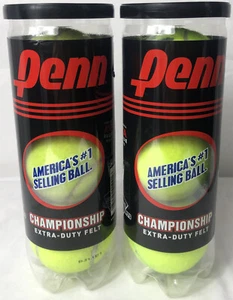 Penn
AMERICA'S #1
SELLING BALL.
CHAMPIONSHIP
EXTRA-DUTY FELT
Penn
AMERICA'S #1
SELLING BALL.
CHAMPIONSHIP
EXTRA-DUTY FELT